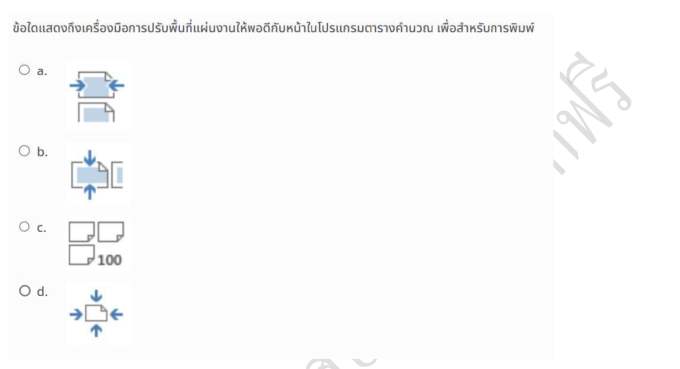 ข้อใดแสดงถึงเครื่องมือการปรับพื้นที่แผ่นงานให้พอดีกับหน้าในโปรแกรมตารางคำนวณ เพื่อสำหรับการพิมพ์
a.
b.
c.
100
d.